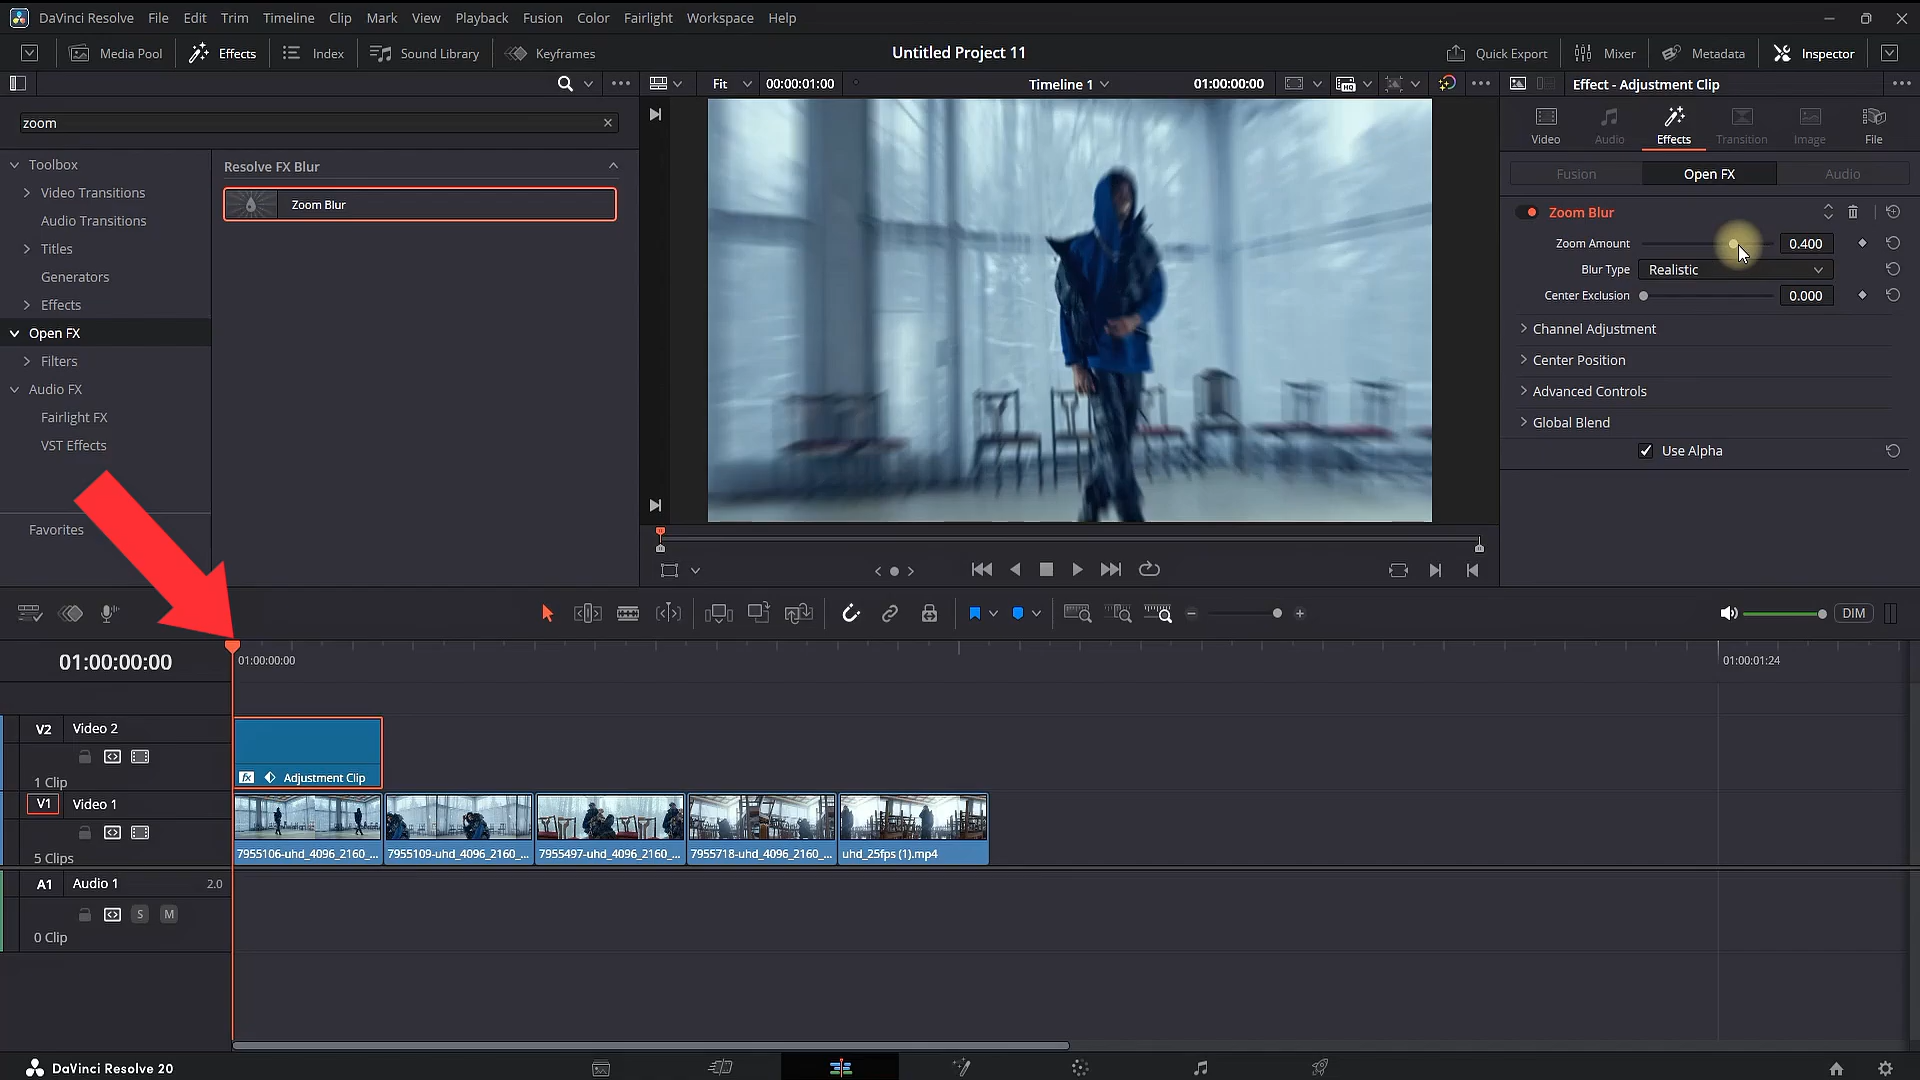 DaVinci Resolve File Edit Trim Timeline Clip Mark View Playback Fusion Color Fairlight Workspace Help
Media Pool Effects Index Sound Library Keyframes Untitled Project 11 Quick Export Mixer Metadata Inspector
Fit 00:00:01:00 Timeline 1 01:00:00:00 Effect - Adjustment Clip
zoom
Video Audio Effects Transition Image File
Toolbox
Video Transitions
Audio Transitions
Titles
Generators
Effects
Open FX
Filters
Audio FX
Fairlight FX
VST Effects
Favorites
Resolve FX Blur
Zoom Blur
Fusion Open FX Audio
Zoom Blur
Zoom Amount 0.400
Blur Type Realistic
Center Exclusion 0.000
Channel Adjustment
Center Position
Advanced Controls
Global Blend
Use Alpha
DIM
01:00:00:00 01:00:00:00 01:00:01:24
V2 Video 2
1 Clip
fx Adjustment Clip
V1 Video 1
5 Clips
7955106-uhd_4096_2160_... 7955109-uhd_4096_2160_... 7955497-uhd_4096_2160_... 7955718-uhd_4096_2160_... uhd_25fps (1).mp4
A1 Audio 1 2.0
S M
0 Clip
DaVinci Resolve 20